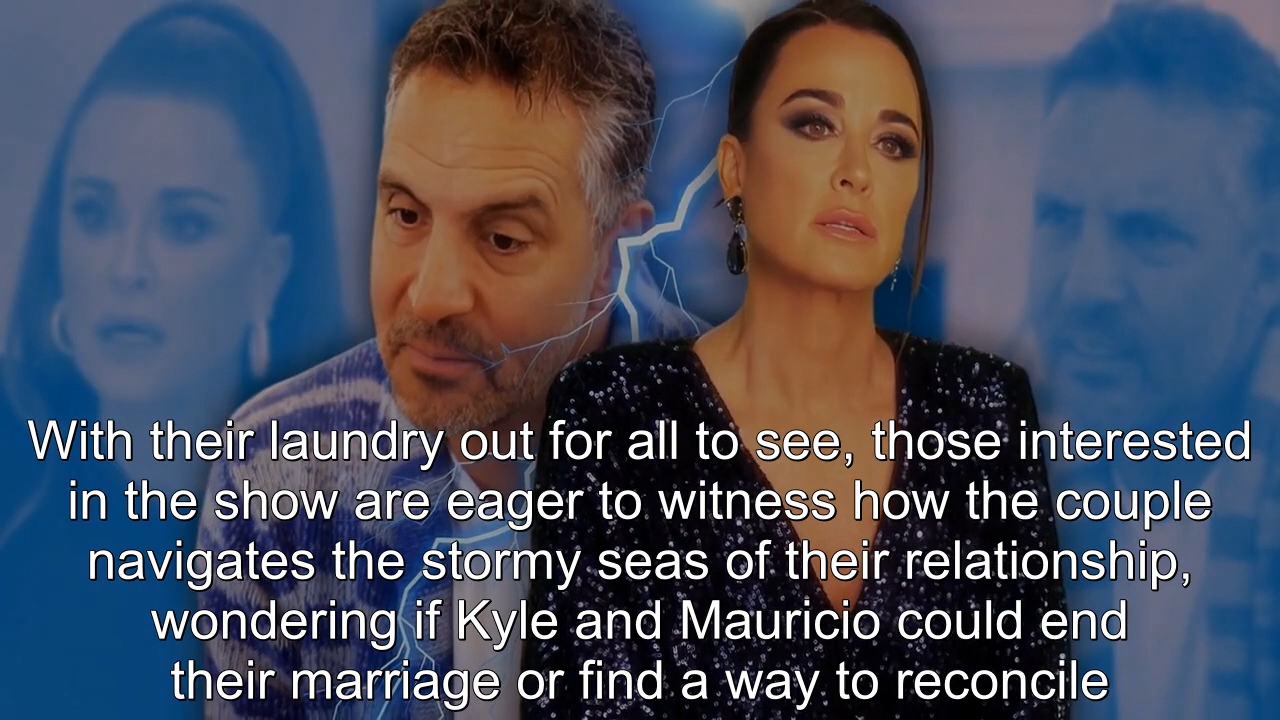 With their laundry out for all to see, those interested
in the show are eager to witness how the couple
navigates the stormy seas of their relationship,
wondering if Kyle and Mauricio could end
their marriage or find a way to reconcile